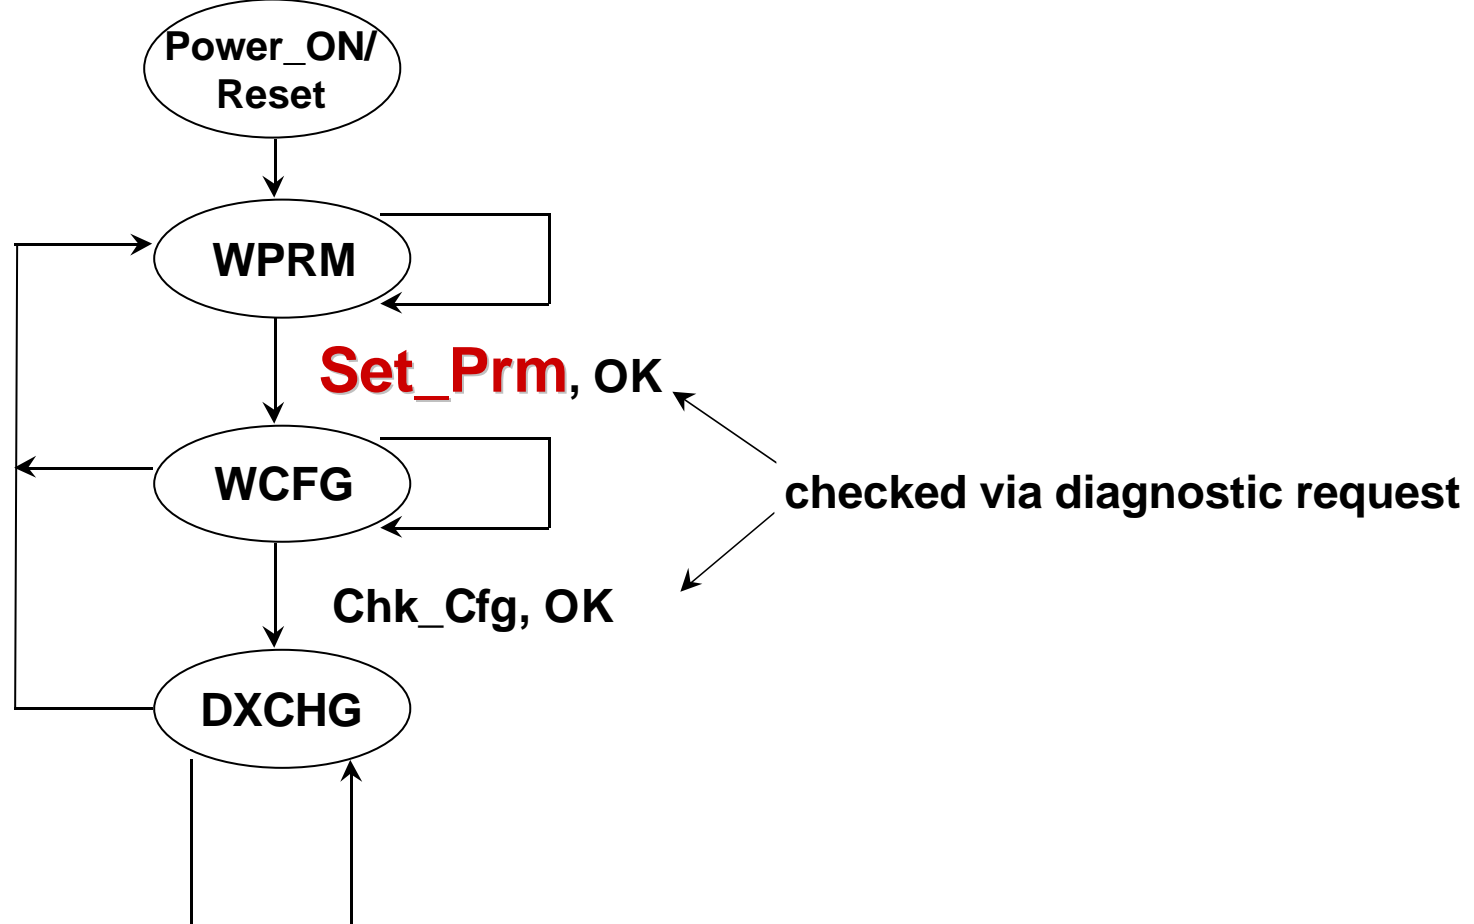 Power_ON/
Reset
WPRM
Set_Prm, OK
WCFG
checked via diagnostic request
Chk_Cfg, OK
DXCHG